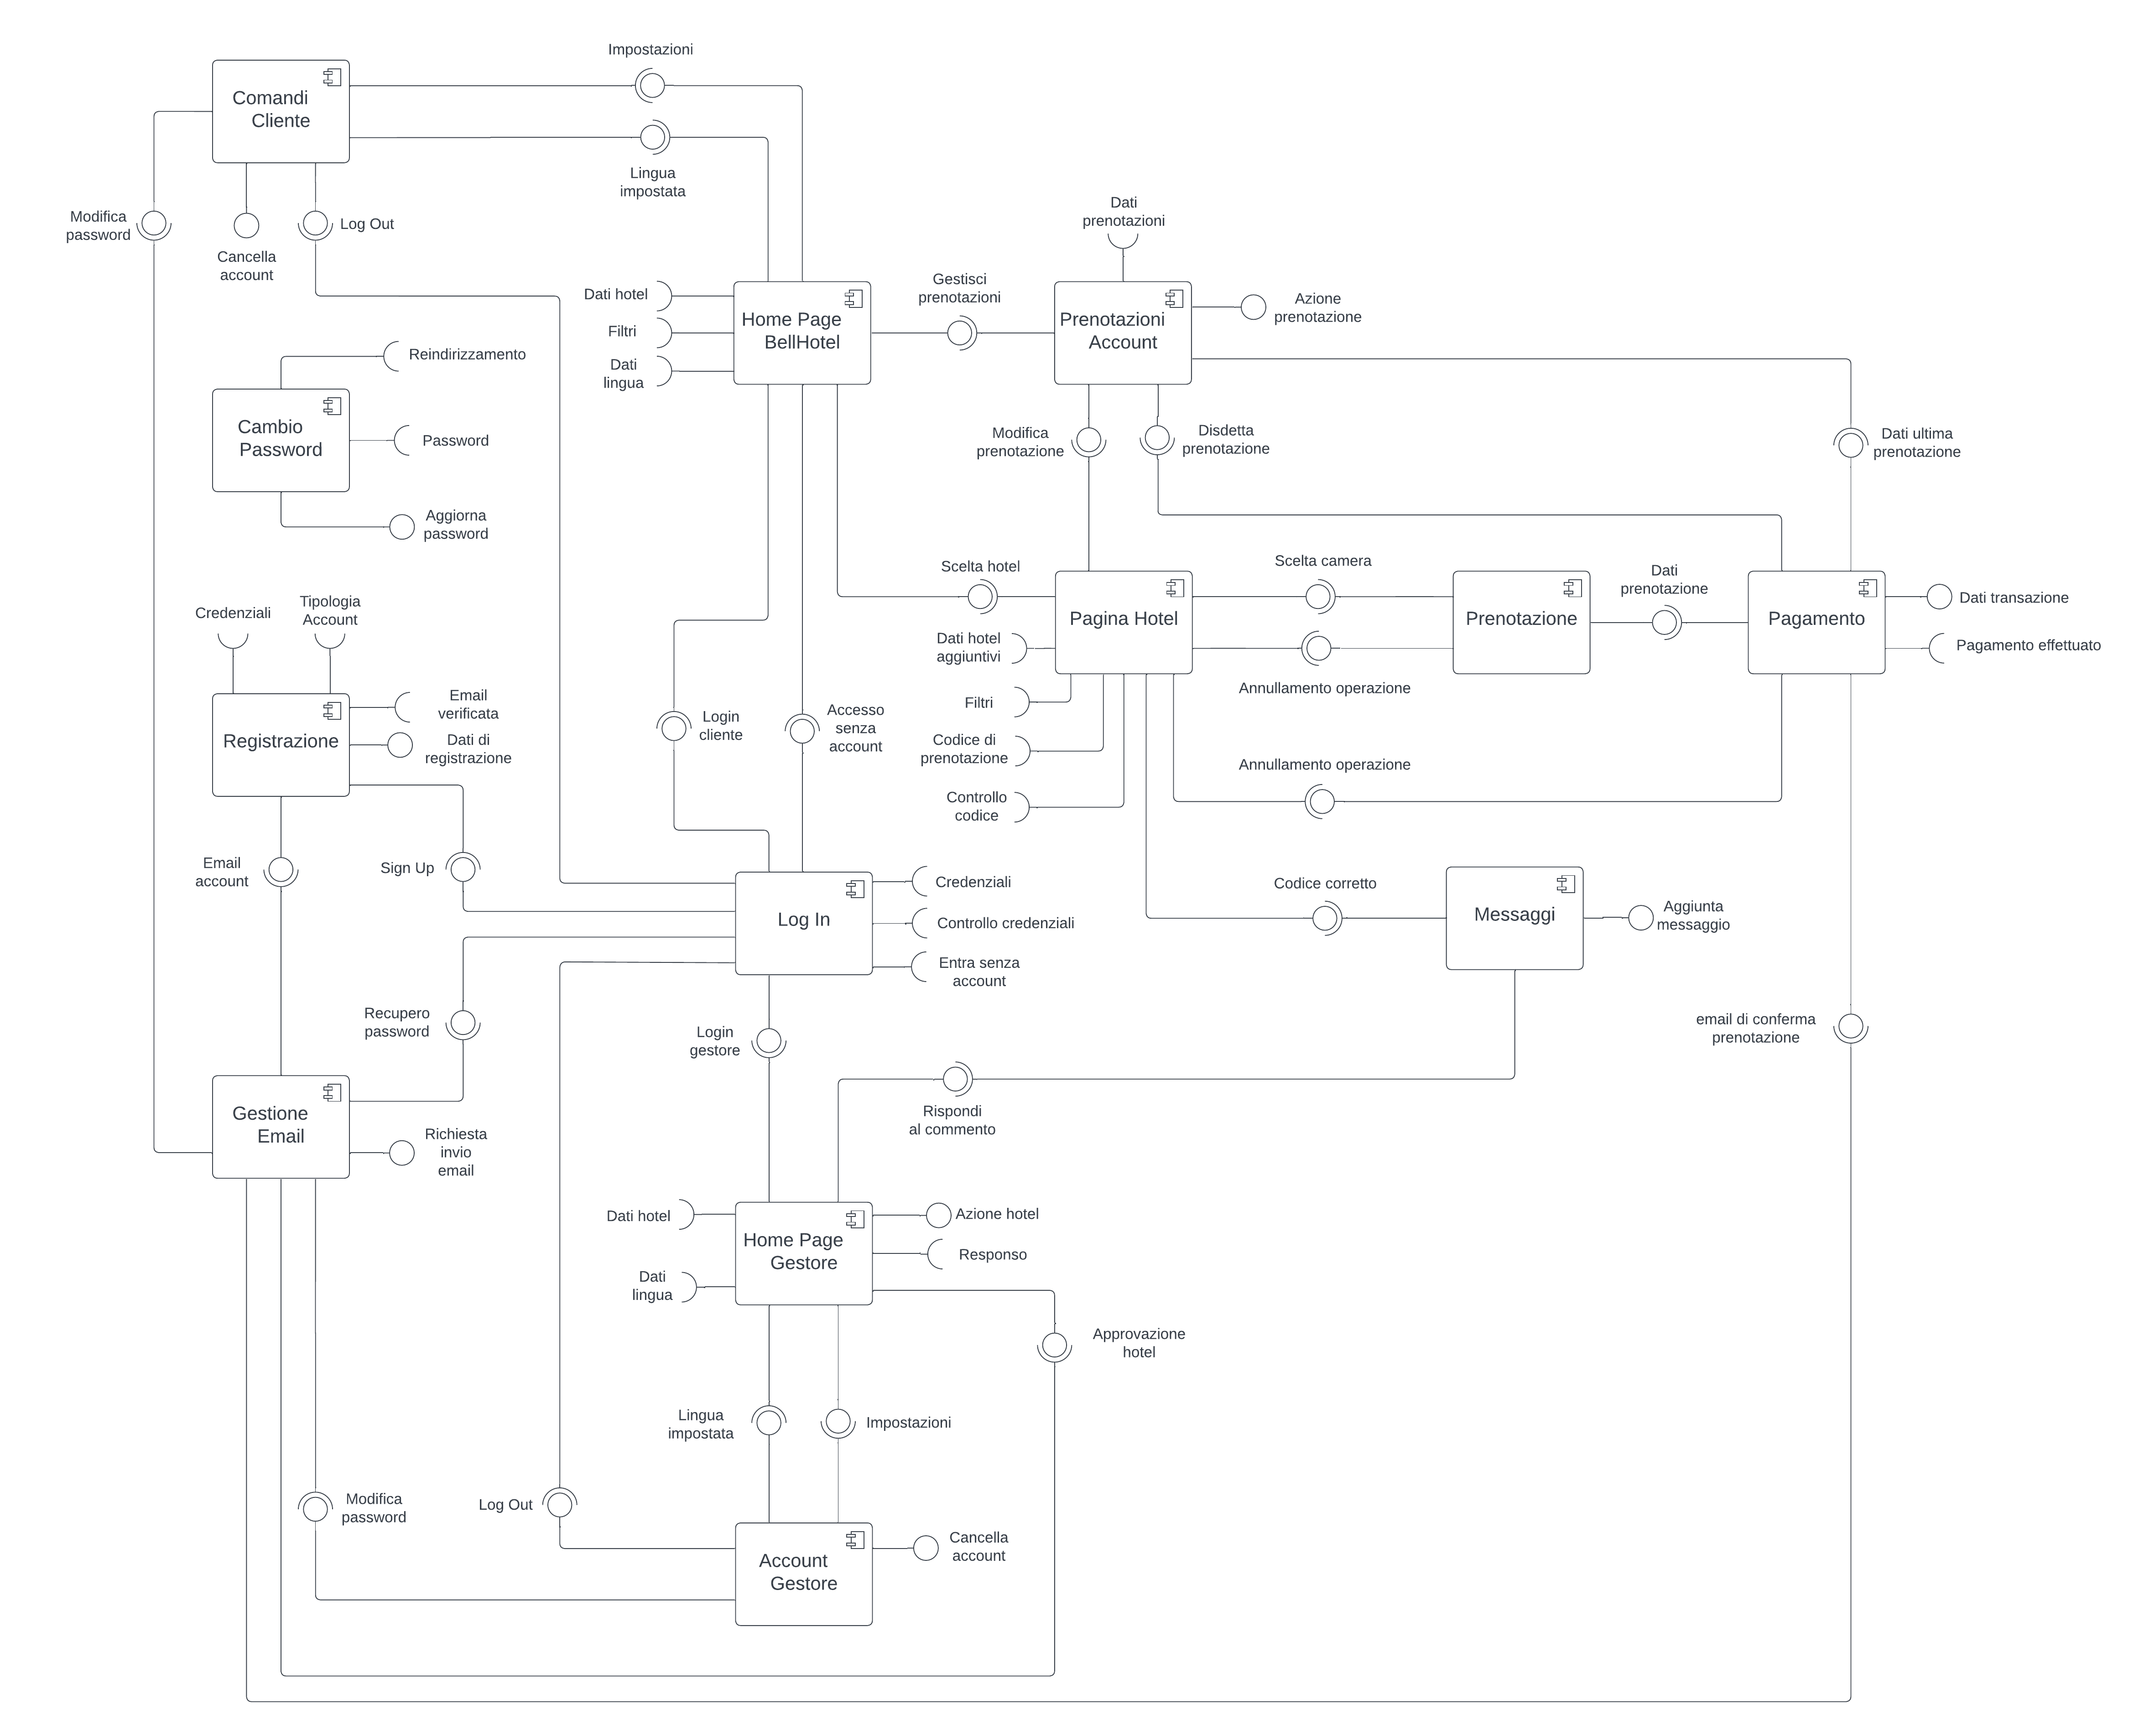 Impostazioni
Comandi
Cliente
Lingua
impostata
Modifica
password
Log Out
Cancella
account
Dati
prenotazioni
Dati hotel
Filtri
Dati
lingua
Home Page
BellHotel
Gestisci
prenotazioni
Prenotazioni
Account
Azione
prenotazione
Reindirizzamento
Cambio
Password
Password
Aggiorna
password
Modifica
prenotazione
Disdetta
prenotazione
Dati ultima
prenotazione
Credenziali
Tipologia
Account
Registrazione
Email
verificata
Dati di
registrazione
Scelta hotel
Scelta camera
Dati
prenotazione
Pagina Hotel
Prenotazione
Pagamento
Dati transazione
Pagamento effettuato
Dati hotel
aggiuntivi
Annullamento operazione
Filtri
Codice di
prenotazione
Controllo
codice
Annullamento operazione
Login
cliente
Accesso
senza
account
Email
account
Sign Up
Log In
Credenziali
Controllo credenziali
Entra senza
account
Codice corretto
Messaggi
Aggiunta
messaggio
Recupero
password
Login
gestore
email di conferma
prenotazione
Gestione
Email
Richiesta
invio
email
Rispondi
al commento
Dati hotel
Dati
lingua
Home Page
Gestore
Azione hotel
Responso
Approvazione
hotel
Lingua
impostata
Impostazioni
Modifica
password
Log Out
Account
Gestore
Cancella
account